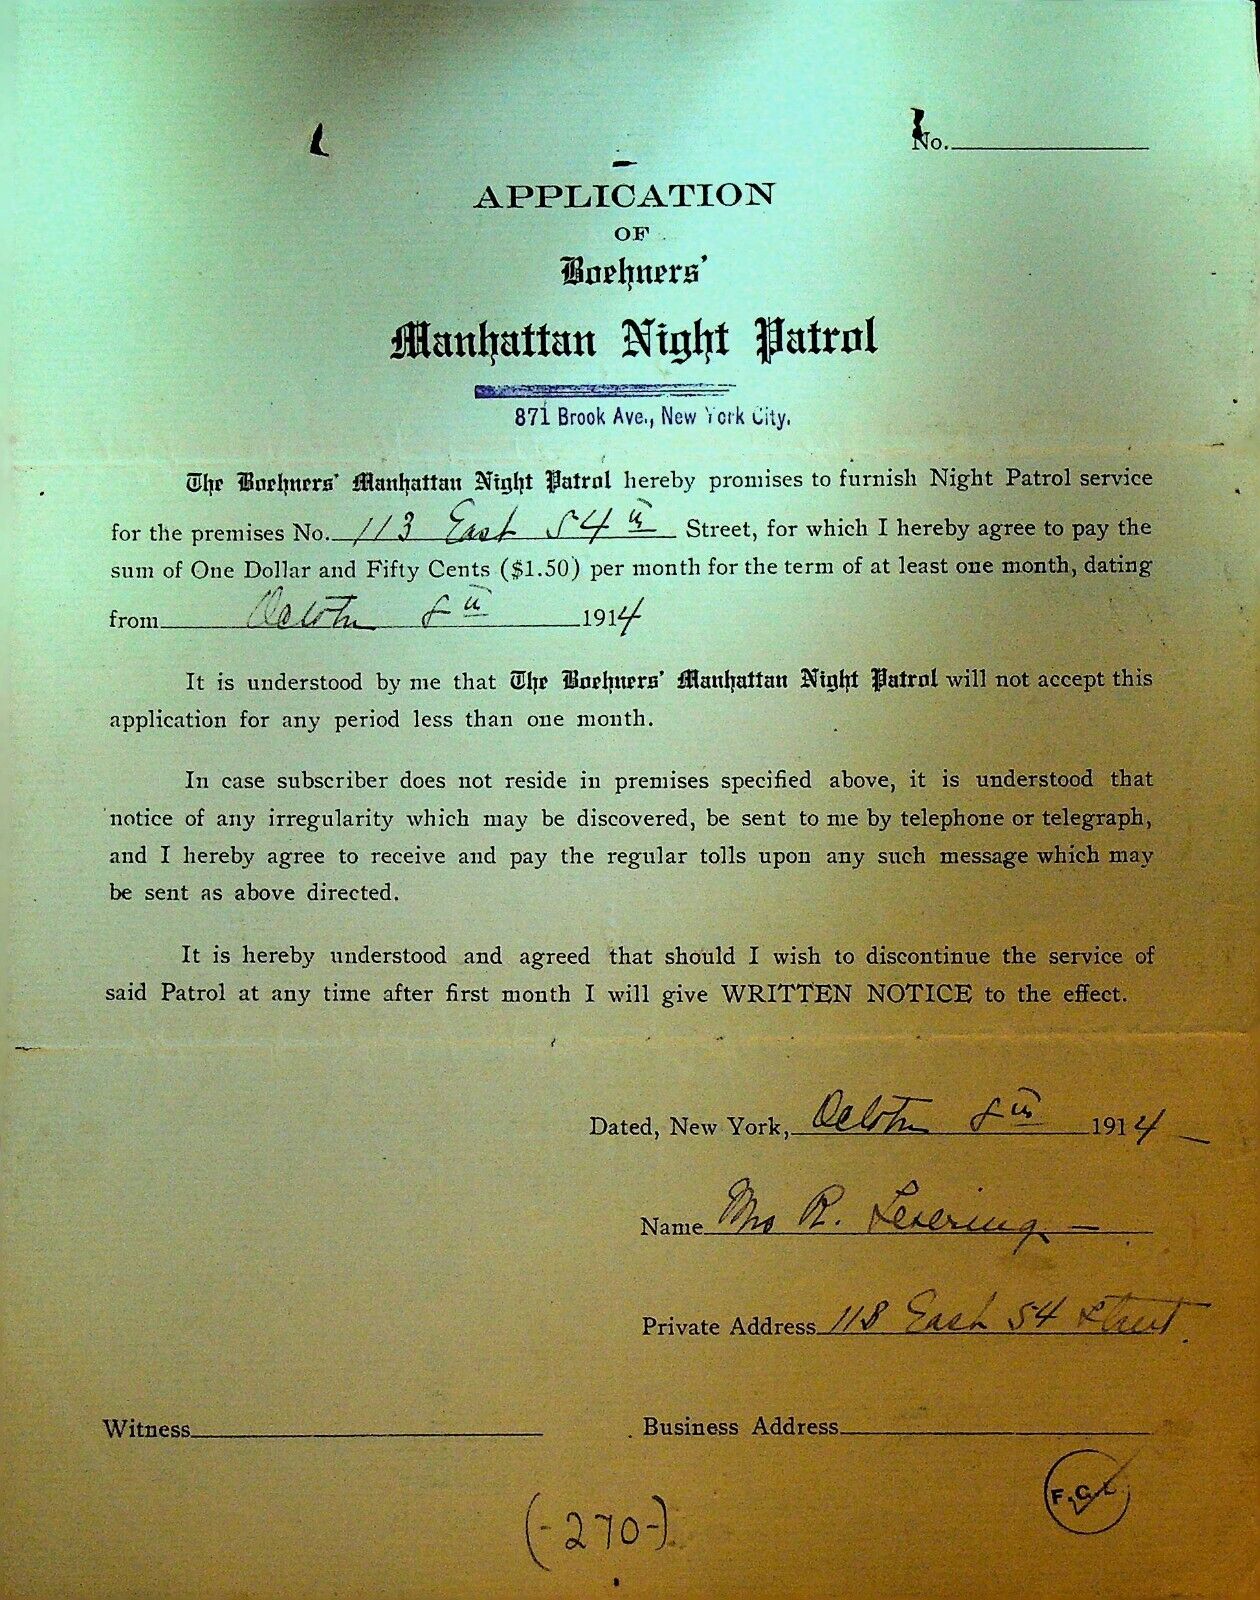 No.
APPLICATION
OF
Boehners'
Manhattan Night Patrol
871 Brook Ave., New York City.
The Boehners' Manhattan Night Patrol hereby promises to furnish Night Patrol service
for the premises No. 113 East 54th Street, for which I hereby agree to pay the
sum of One Dollar and Fifty Cents ($1.50) per month for the term of at least one month, dating
from October 8th 1914
It is understood by me that The Boehners' Manhattan Night Patrol will not accept this
application for any period less than one month.
In case subscriber does not reside in premises specified above, it is understood that
notice of any irregularity which may be discovered, be sent to me by telephone or telegraph,
and I hereby agree to receive and pay the regular tolls upon any such message which may
be sent as above directed.
It is hereby understood and agreed that should I wish to discontinue the service of
said Patrol at any time after first month I will give WRITTEN NOTICE to the effect.
Dated, New York, October 8th 1914
Name Mrs R.
Private Address 118 East 54 Street.
Witness
Business Address
(-270-)